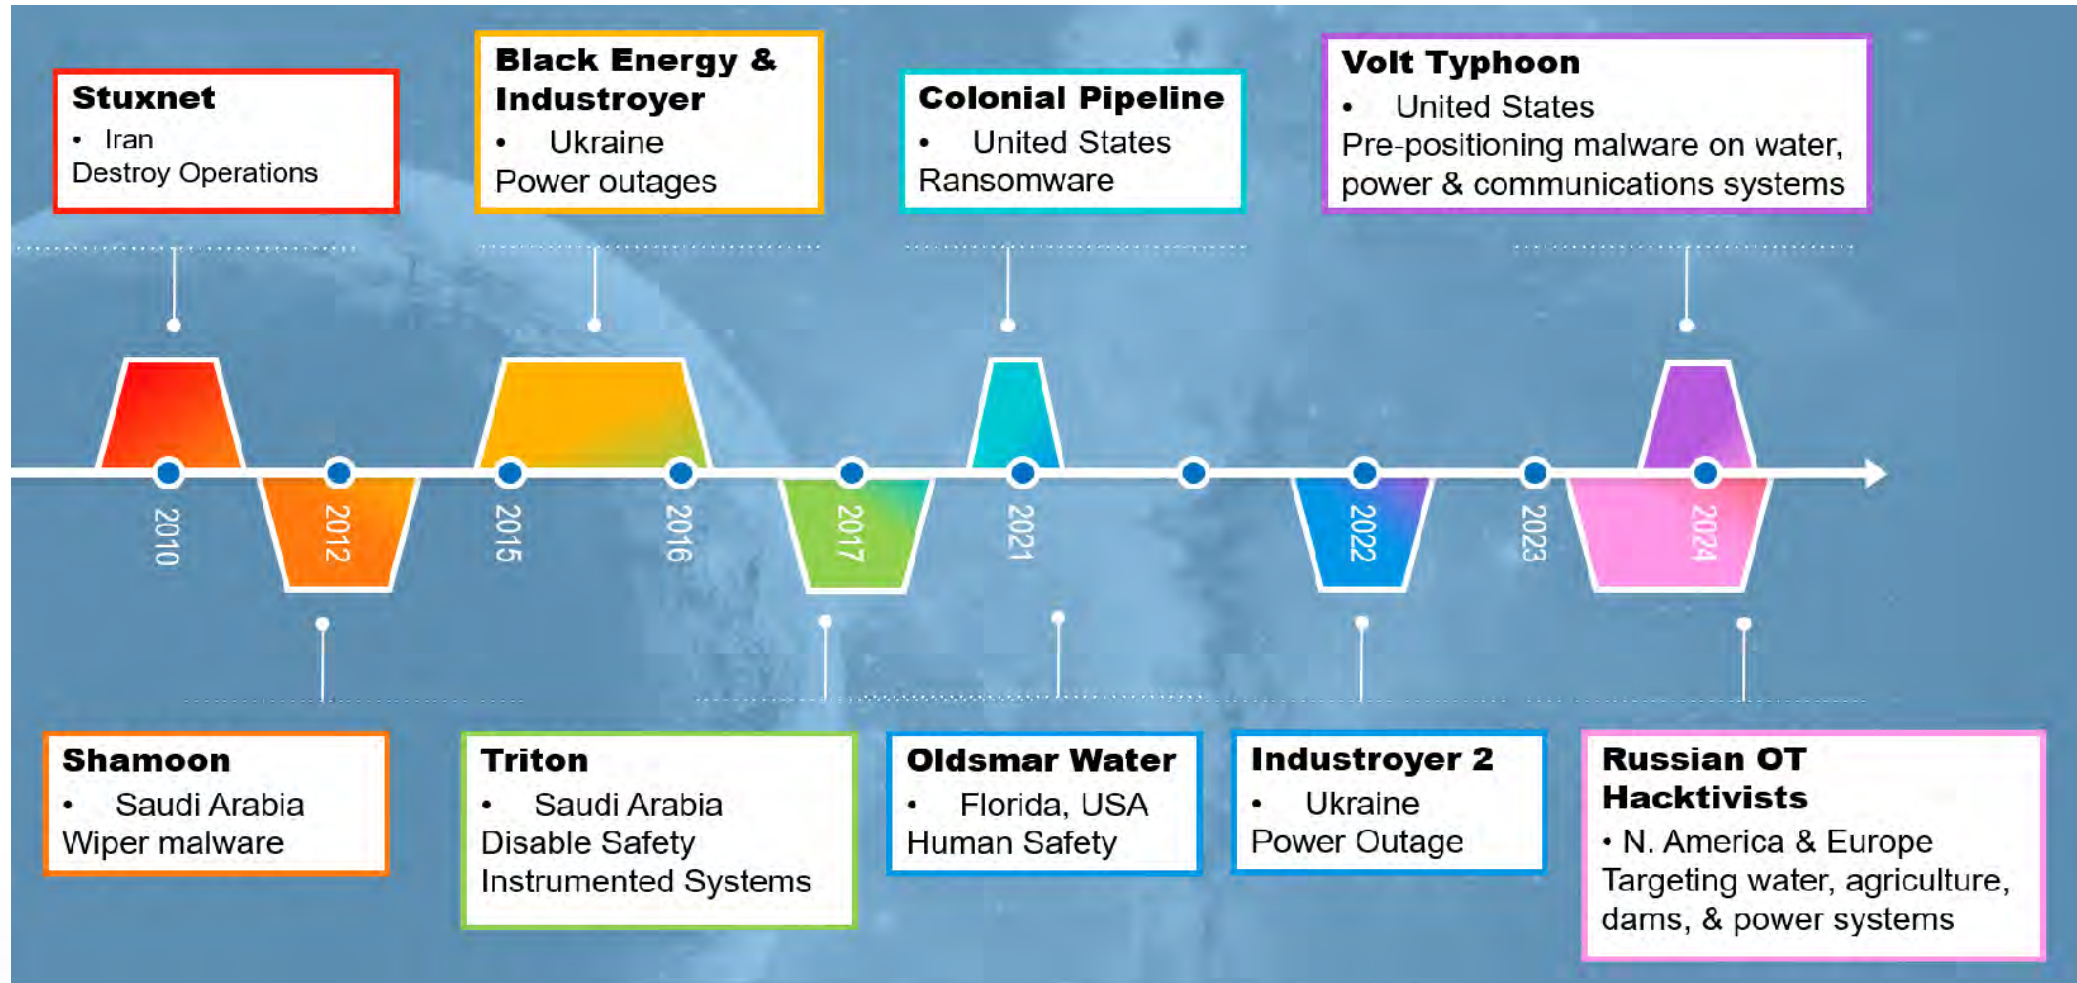 Stuxnet
• Iran
Destroy Operations
Black Energy &
Industroyer
• Ukraine
Power outages
Colonial Pipeline
• United States
Ransomware
Volt Typhoon
• United States
Pre-positioning malware on water,
power & communications systems
2010
2012
2015
2016
2017
2021
2022
2023
2024
Shamoon
• Saudi Arabia
Wiper malware
Triton
• Saudi Arabia
Disable Safety
Instrumented Systems
Oldsmar Water
• Florida, USA
Human Safety
Industroyer 2
• Ukraine
Power Outage
Russian OT
Hacktivists
• N. America & Europe
Targeting water, agriculture,
dams, & power systems